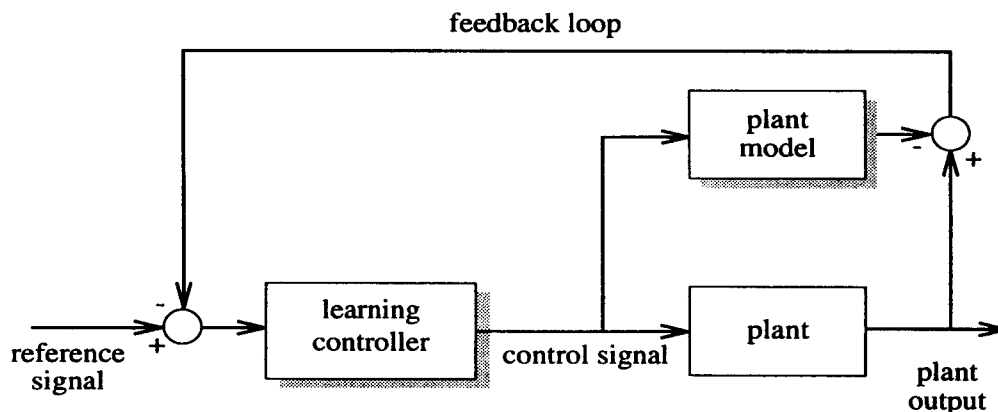 feedback loop
plant
model
-
+
-
+
learning
controller
plant
reference
signal
control signal
plant
output